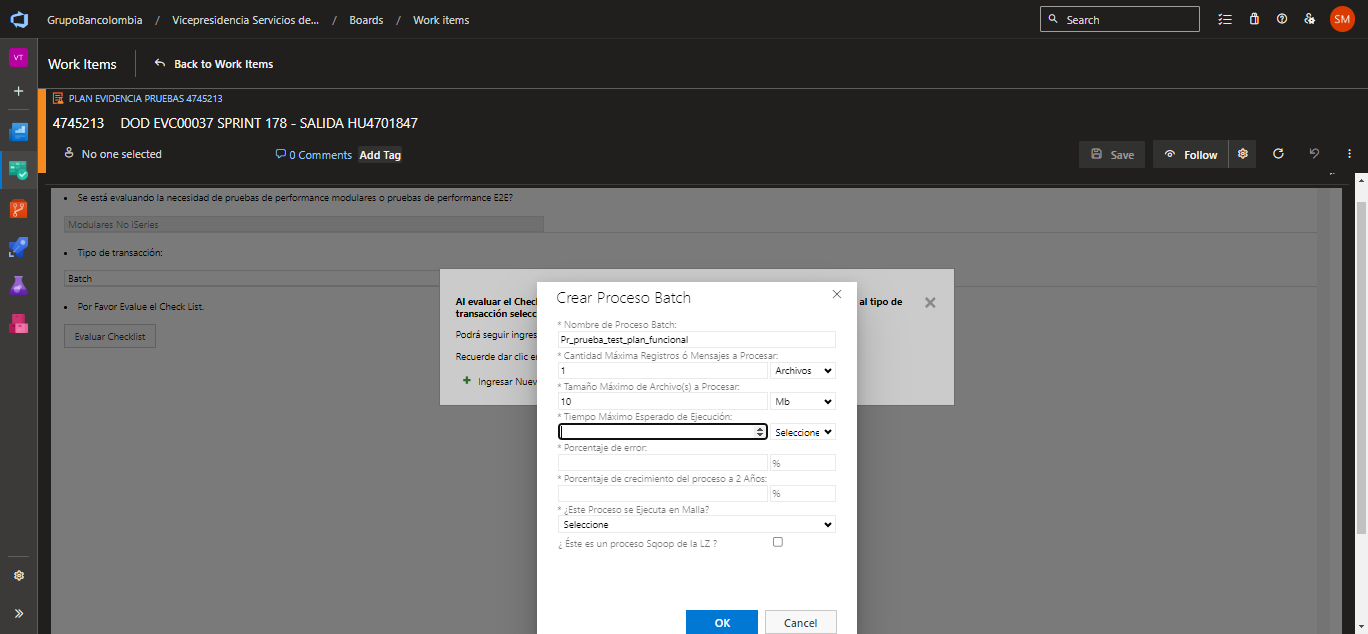 GrupoBancolombia / Vicepresidencia Servicios de... / Boards / Work items
Search
SM
VT
Work Items
Back to Work Items
PLAN EVIDENCIA PRUEBAS 4745213
4745213 DOD EVC00037 SPRINT 178 - SALIDA HU4701847
No one selected
0 Comments
Add Tag
Save
Follow
• Se está evaluando la necesidad de pruebas de performance modulares o pruebas de performance E2E?
Modulares No ISeries
• Tipo de transacción:
Batch
• Por Favor Evalue el Check List.
Evaluar Checklist
Al evaluar el Chec
al tipo de
transacción selecc
Podrá seguir ingres
Recuerde dar clic e
Ingresar Nuev
Crear Proceso Batch
* Nombre de Proceso Batch:
Pr_prueba_test_plan_funcional
* Cantidad Máxima Registros ó Mensajes a Procesar:
1 Archivos
* Tamaño Máximo de Archivo(s) a Procesar:
10 Mb
* Tiempo Máximo Esperado de Ejecución:
Seleccione
* Porcentaje de error:
%
* Porcentaje de crecimiento del proceso a 2 Años:
%
* ¿Este Proceso se Ejecuta en Malla?
Seleccione
¿ Éste es un proceso Sqoop de la LZ ?
OK
Cancel